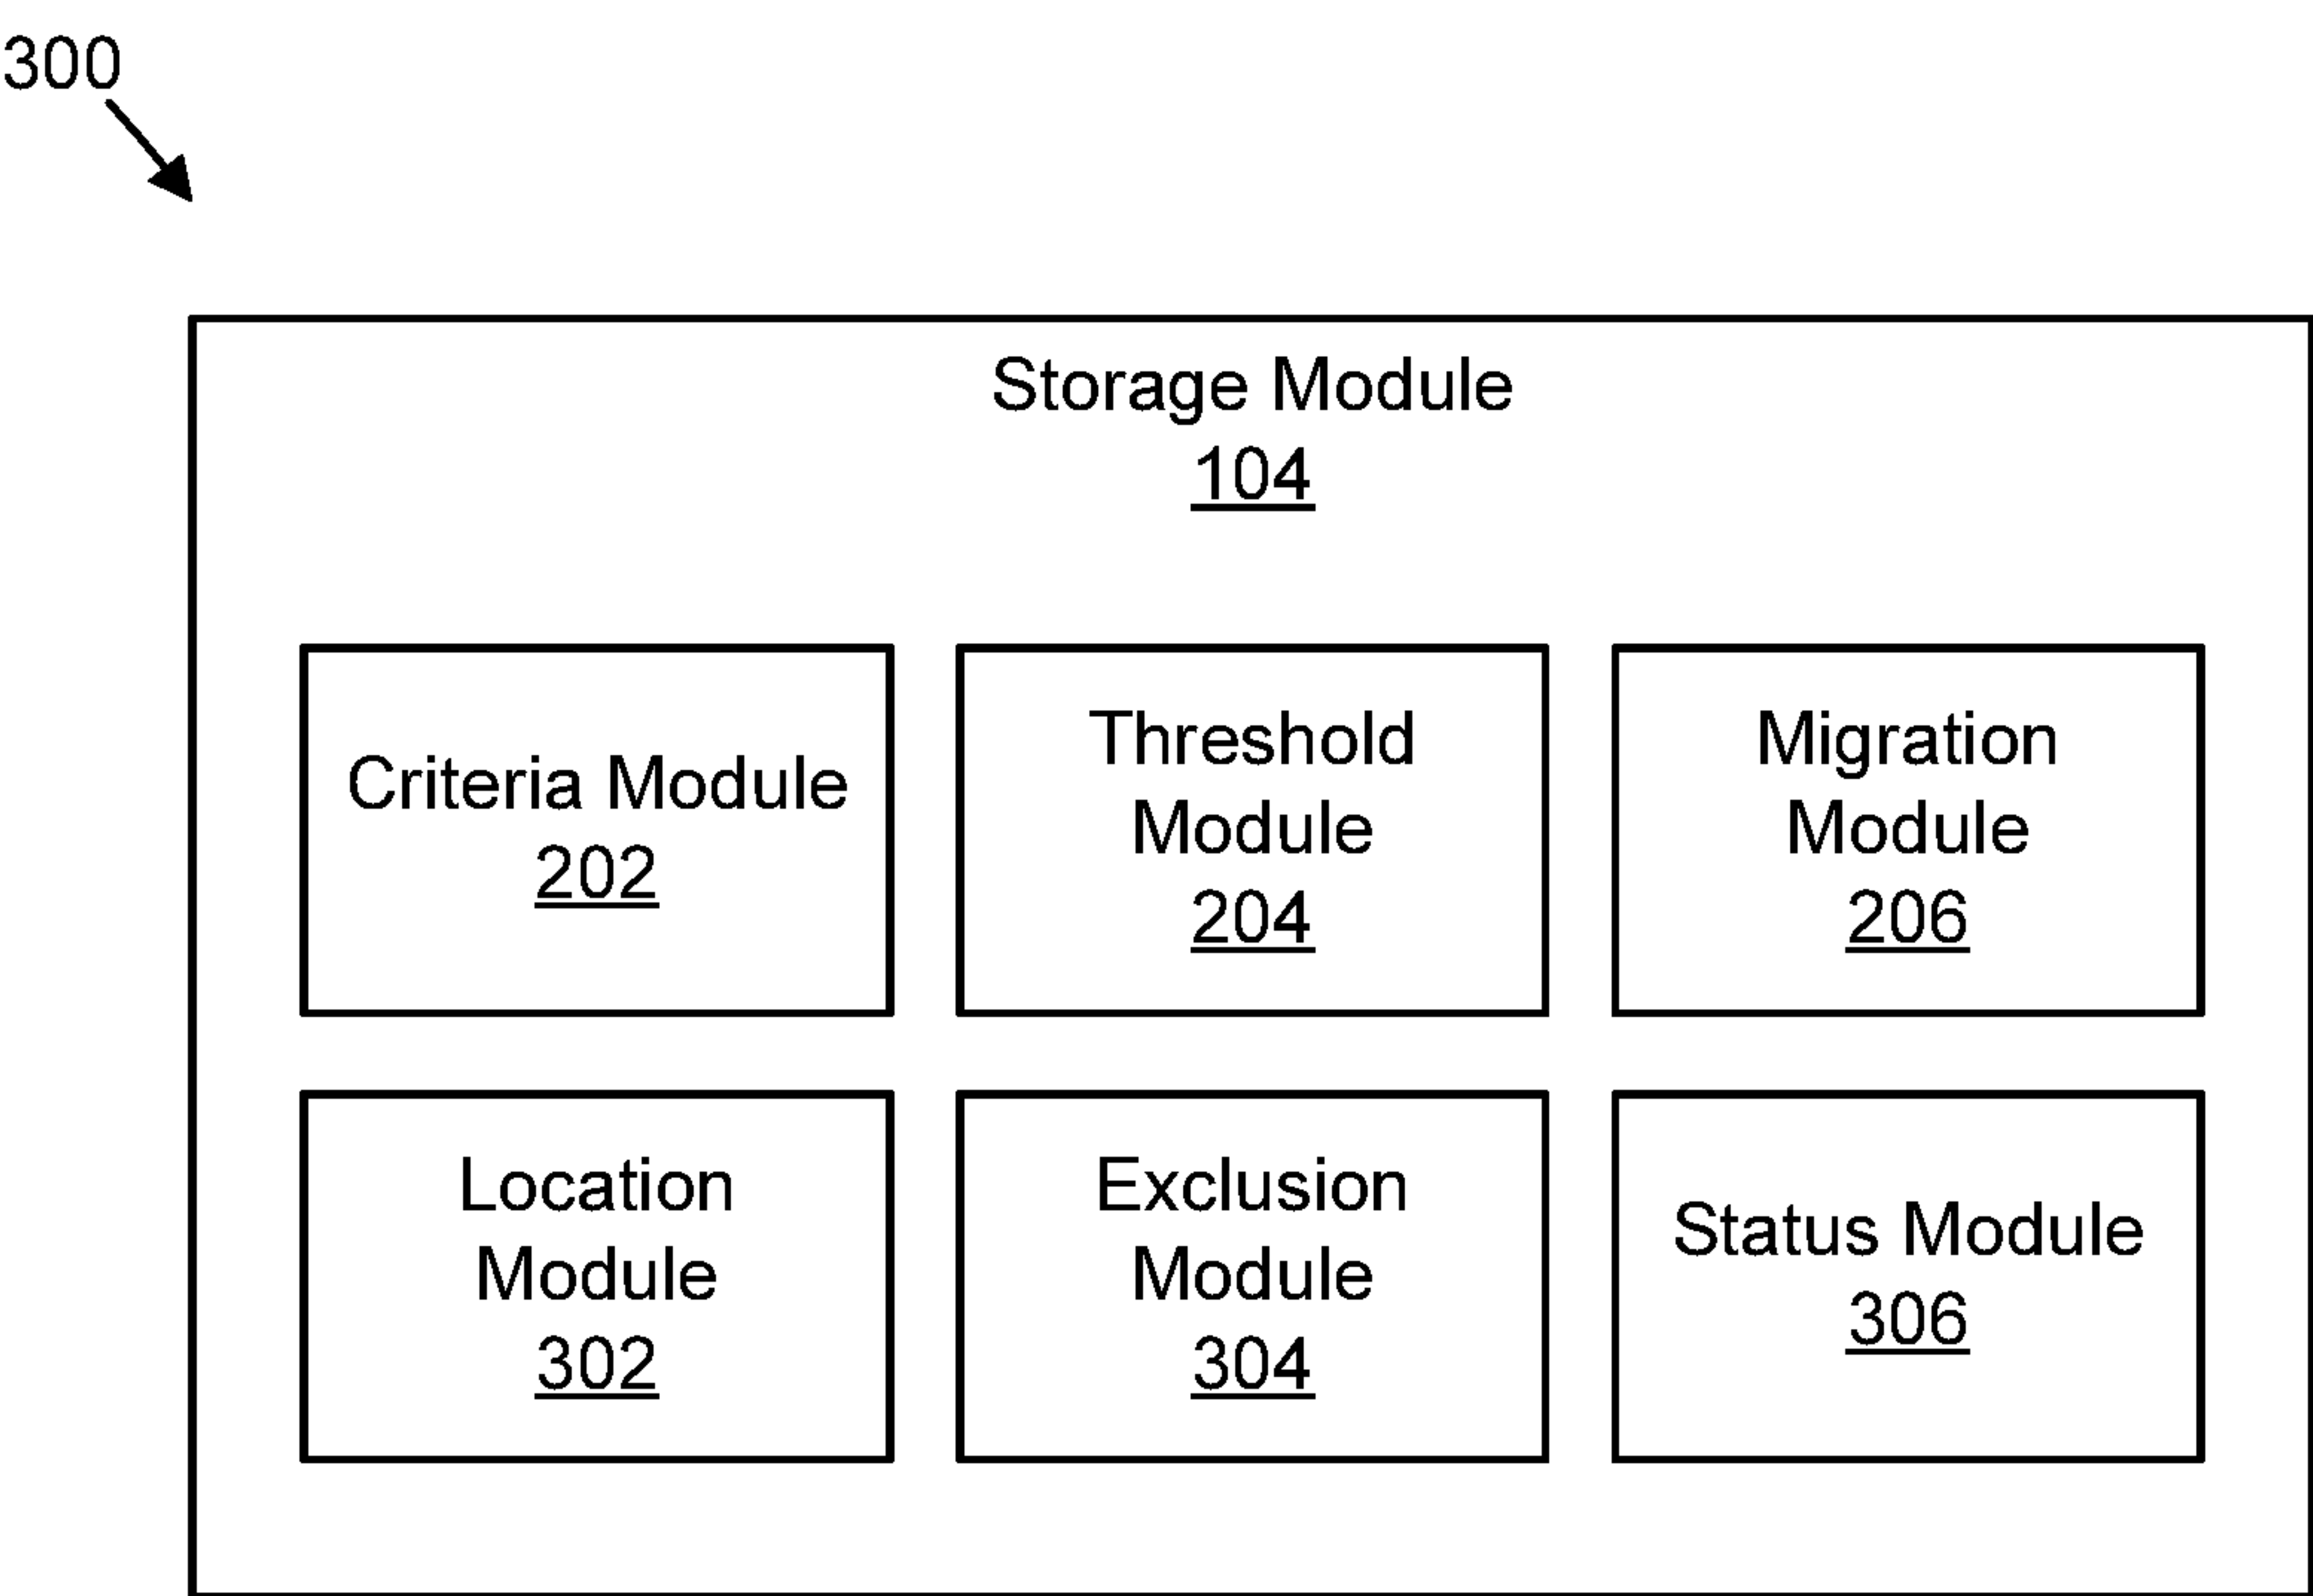 300
Storage Module
104
Criteria Module
202
Threshold
Module
204
Migration
Module
206
Location
Module
302
Exclusion
Module
304
Status Module
306